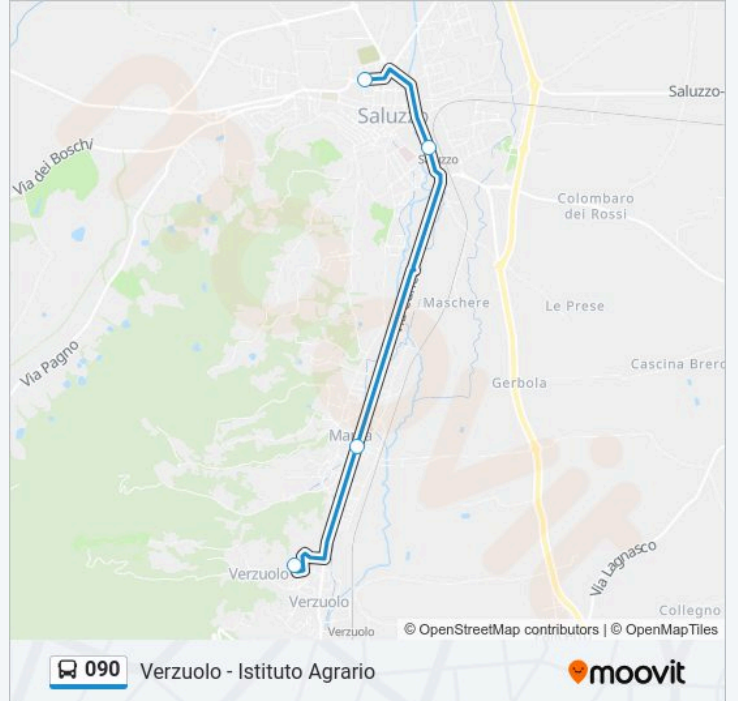 Saluzzo-
Via dei Boschi
Saluzzo
Saluzzo
Colombaro
dei Rossi
Maschere
Le Prese
Via Pagno
Cascina Brero
Gerbola
Manta
Via Lagnasco
Verzuolo
Verzuolo
Collegno
Verzuolo
© OpenStreetMap contributors | © OpenMapTiles
090 Verzuolo - Istituto Agrario
moovit